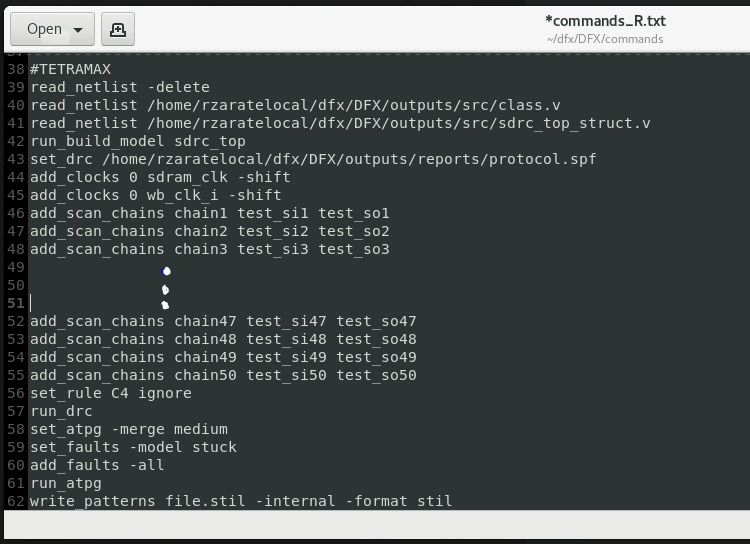 Open
*commands_R.txt
~/dfx/DFX/commands
38 #TETRAMAX
39 read_netlist -delete
40 read_netlist /home/rzaratelocal/dfx/DFX/outputs/src/class.v
41 read_netlist /home/rzaratelocal/dfx/DFX/outputs/src/sdrc_top_struct.v
42 run_build_model sdrc_top
43 set_drc /home/rzaratelocal/dfx/DFX/outputs/reports/protocol.spf
44 add_clocks 0 sdram_clk -shift
45 add_clocks 0 wb_clk_i -shift
46 add_scan_chains chain1 test_si1 test_so1
47 add_scan_chains chain2 test_si2 test_so2
48 add_scan_chains chain3 test_si3 test_so3
49
50
51
52 add_scan_chains chain47 test_si47 test_so47
53 add_scan_chains chain48 test_si48 test_so48
54 add_scan_chains chain49 test_si49 test_so49
55 add_scan_chains chain50 test_si50 test_so50
56 set_rule C4 ignore
57 run_drc
58 set_atpg -merge medium
59 set_faults -model stuck
60 add_faults -all
61 run_atpg
62 write_patterns file.stil -internal -format stil